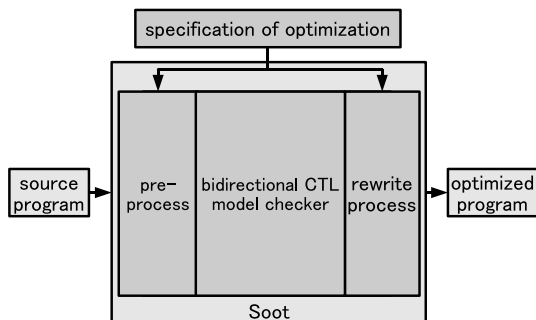 specification of optimization
source
program
pre-
process
bidirectional CTL
model checker
rewrite
process
optimized
program
Soot